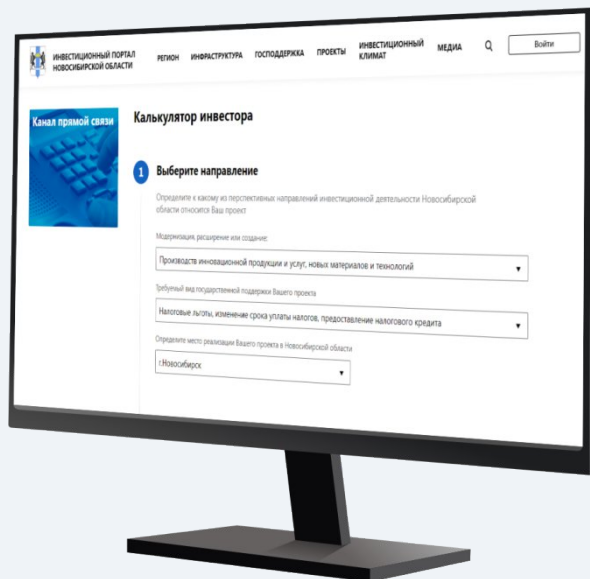 ИНВЕСТИЦИОННЫЙ ПОРТАЛ
НОВОСИБИРСКОЙ ОБЛАСТИ
РЕГИОН
ИНФРАСТРУКТУРА
ГОСПОДДЕРЖКА
ПРОЕКТЫ
ИНВЕСТИЦИОННЫЙ
КЛИМАТ
МЕДИА
Войти
Канал прямой связи
Калькулятор инвестора
1 Выберите направление
Определите к какому из перспективных направлений инвестиционной деятельности Новосибирской
области относится Ваш проект
Модернизация, расширение или создание:
Производств инновационной продукции и услуг, новых материалов и технологий
Требуемый вид государственной поддержки Вашего проекта
Налоговые льготы, изменение срока уплаты налогов, предоставление налогового кредита
Определите место реализации Вашего проекта в Новосибирской области
г.Новосибирск